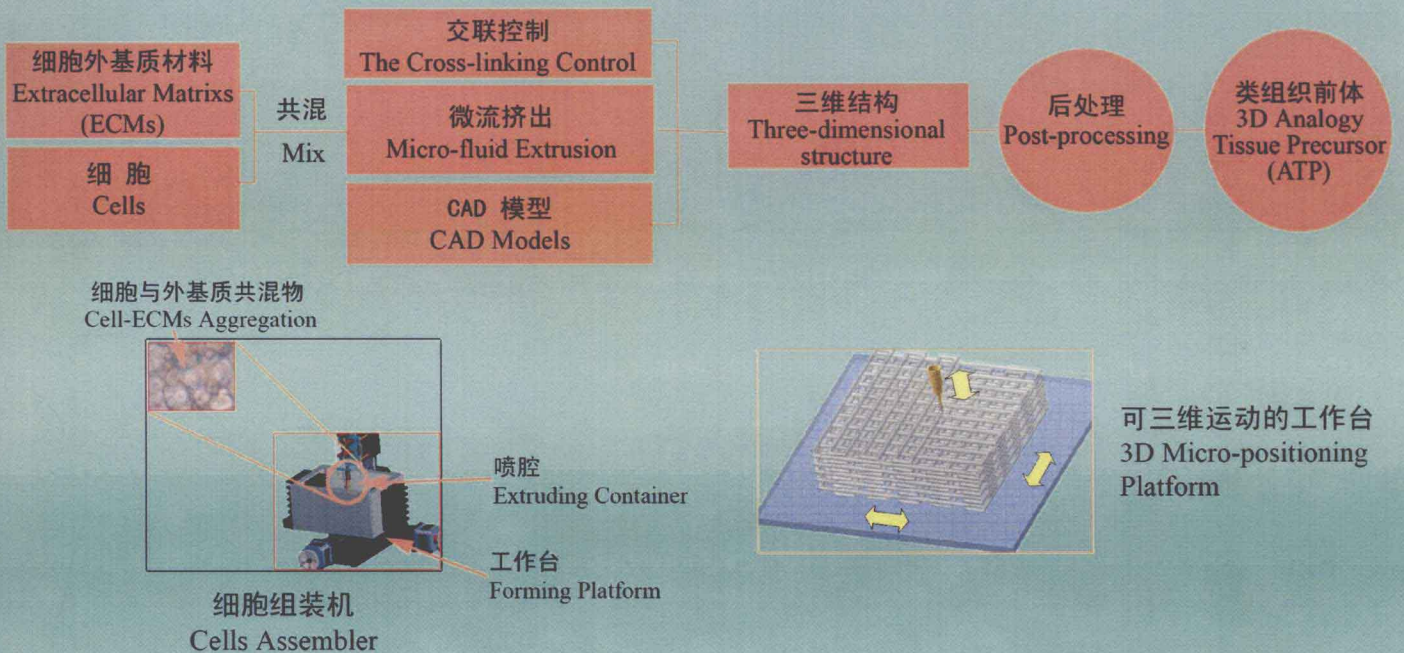 细胞外基质材料
Extracellular Matrixs
(ECMs)
细 胞
Cells
共混
Mix
交联控制
The Cross-linking Control
微流挤出
Micro-fluid Extrusion
CAD 模型
CAD Models
三维结构
Three-dimensional
structure
后处理
Post-processing
类组织前体
3D Analogy
Tissue Precursor
(ATP)
细胞与外基质共混物
Cell-ECMs Aggregation
喷腔
Extruding Container
工作台
Forming Platform
细胞组装机
Cells Assembler
可三维运动的工作台
3D Micro-positioning
Platform